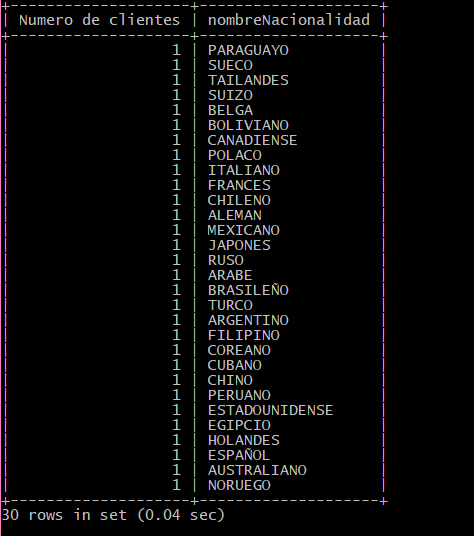 +--------------------+--------------------+
| Numero de clientes | nombreNacionalidad |
+--------------------+--------------------+
|                  1 | PARAGUAYO          |
|                  1 | SUECO              |
|                  1 | TAILANDES          |
|                  1 | SUIZO              |
|                  1 | BELGA              |
|                  1 | BOLIVIANO          |
|                  1 | CANADIENSE         |
|                  1 | POLACO             |
|                  1 | ITALIANO           |
|                  1 | FRANCES            |
|                  1 | CHILENO            |
|                  1 | ALEMAN             |
|                  1 | MEXICANO           |
|                  1 | JAPONES            |
|                  1 | RUSO               |
|                  1 | ARABE              |
|                  1 | BRASILEÑO          |
|                  1 | TURCO              |
|                  1 | ARGENTINO          |
|                  1 | FILIPINO           |
|                  1 | COREANO            |
|                  1 | CUBANO             |
|                  1 | CHINO              |
|                  1 | PERUANO            |
|                  1 | ESTADOUNIDENSE     |
|                  1 | EGIPCIO            |
|                  1 | HOLANDES           |
|                  1 | ESPAÑOL            |
|                  1 | AUSTRALIANO        |
|                  1 | NORUEGO            |
+--------------------+--------------------+
30 rows in set (0.04 sec)